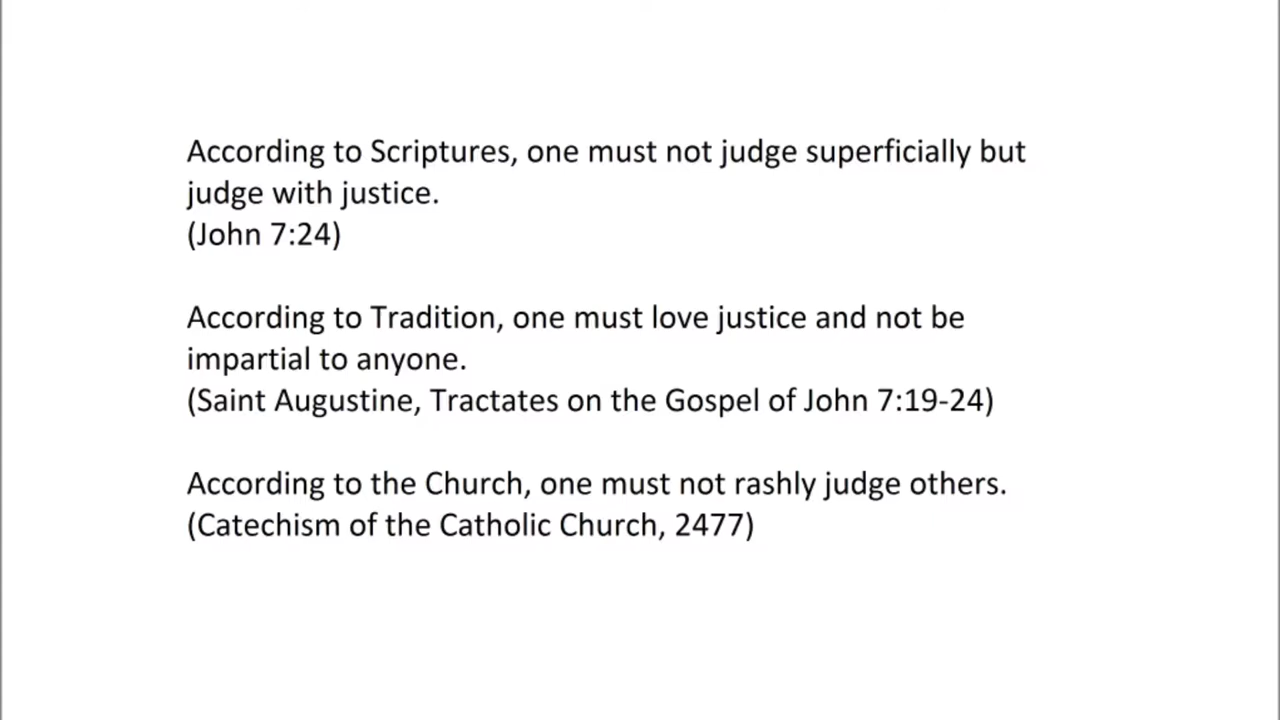 According to Scriptures, one must not judge superficially but
judge with justice.
(John 7:24)
According to Tradition, one must love justice and not be
impartial to anyone.
(Saint Augustine, Tractates on the Gospel of John 7:19-24)
According to the Church, one must not rashly judge others.
(Catechism of the Catholic Church, 2477)